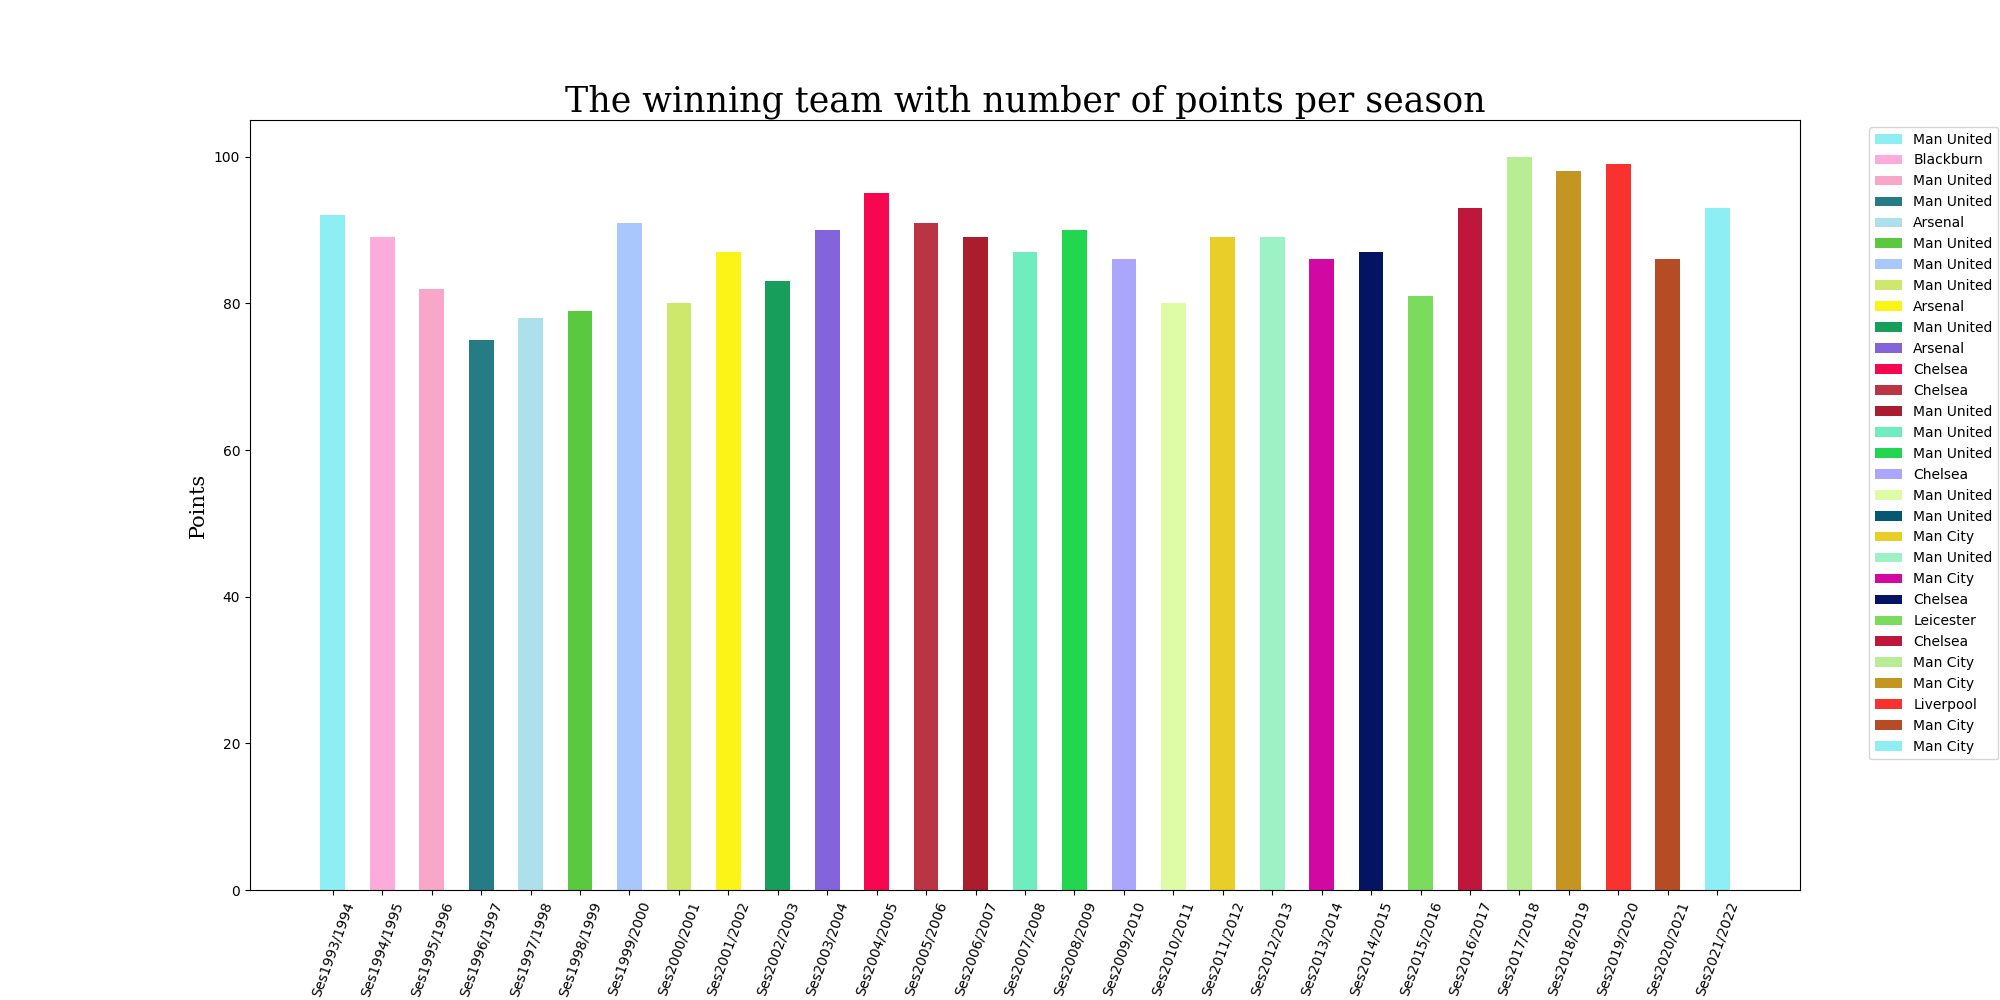 The winning team with number of points per season
Points
100
80
60
40
20
0
Ses1993/1994
Ses1994/1995
Ses1995/1996
Ses1996/1997
Ses1997/1998
Ses1998/1999
Ses1999/2000
Ses2000/2001
Ses2001/2002
Ses2002/2003
Ses2003/2004
Ses2004/2005
Ses2005/2006
Ses2006/2007
Ses2007/2008
Ses2008/2009
Ses2009/2010
Ses2010/2011
Ses2011/2012
Ses2012/2013
Ses2013/2014
Ses2014/2015
Ses2015/2016
Ses2016/2017
Ses2017/2018
Ses2018/2019
Ses2019/2020
Ses2020/2021
Ses2021/2022
Man United
Blackburn
Man United
Man United
Arsenal
Man United
Man United
Man United
Arsenal
Man United
Arsenal
Chelsea
Chelsea
Man United
Man United
Man United
Chelsea
Man United
Man United
Man City
Man United
Man City
Chelsea
Leicester
Chelsea
Man City
Man City
Liverpool
Man City
Man City